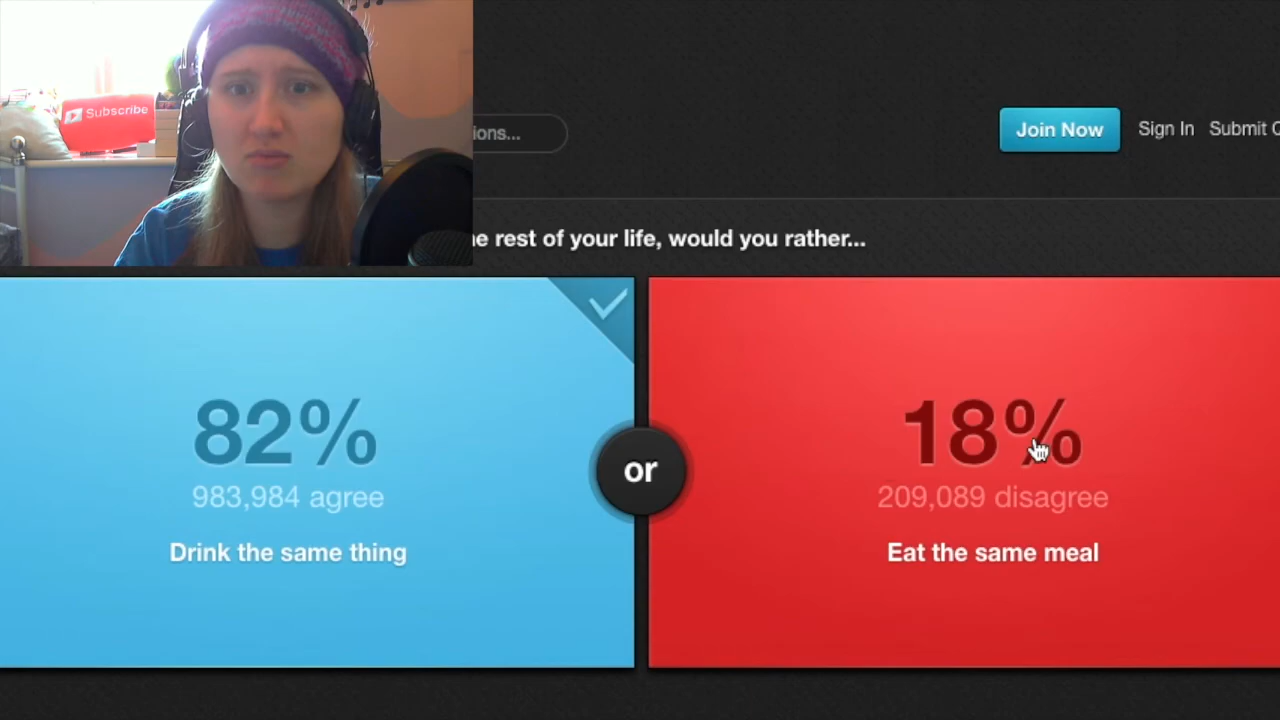 Subscribe
ions...
Join Now
Sign In
Submit
e rest of your life, would you rather...
82%
983,984 agree
Drink the same thing
or
18%
209,089 disagree
Eat the same meal